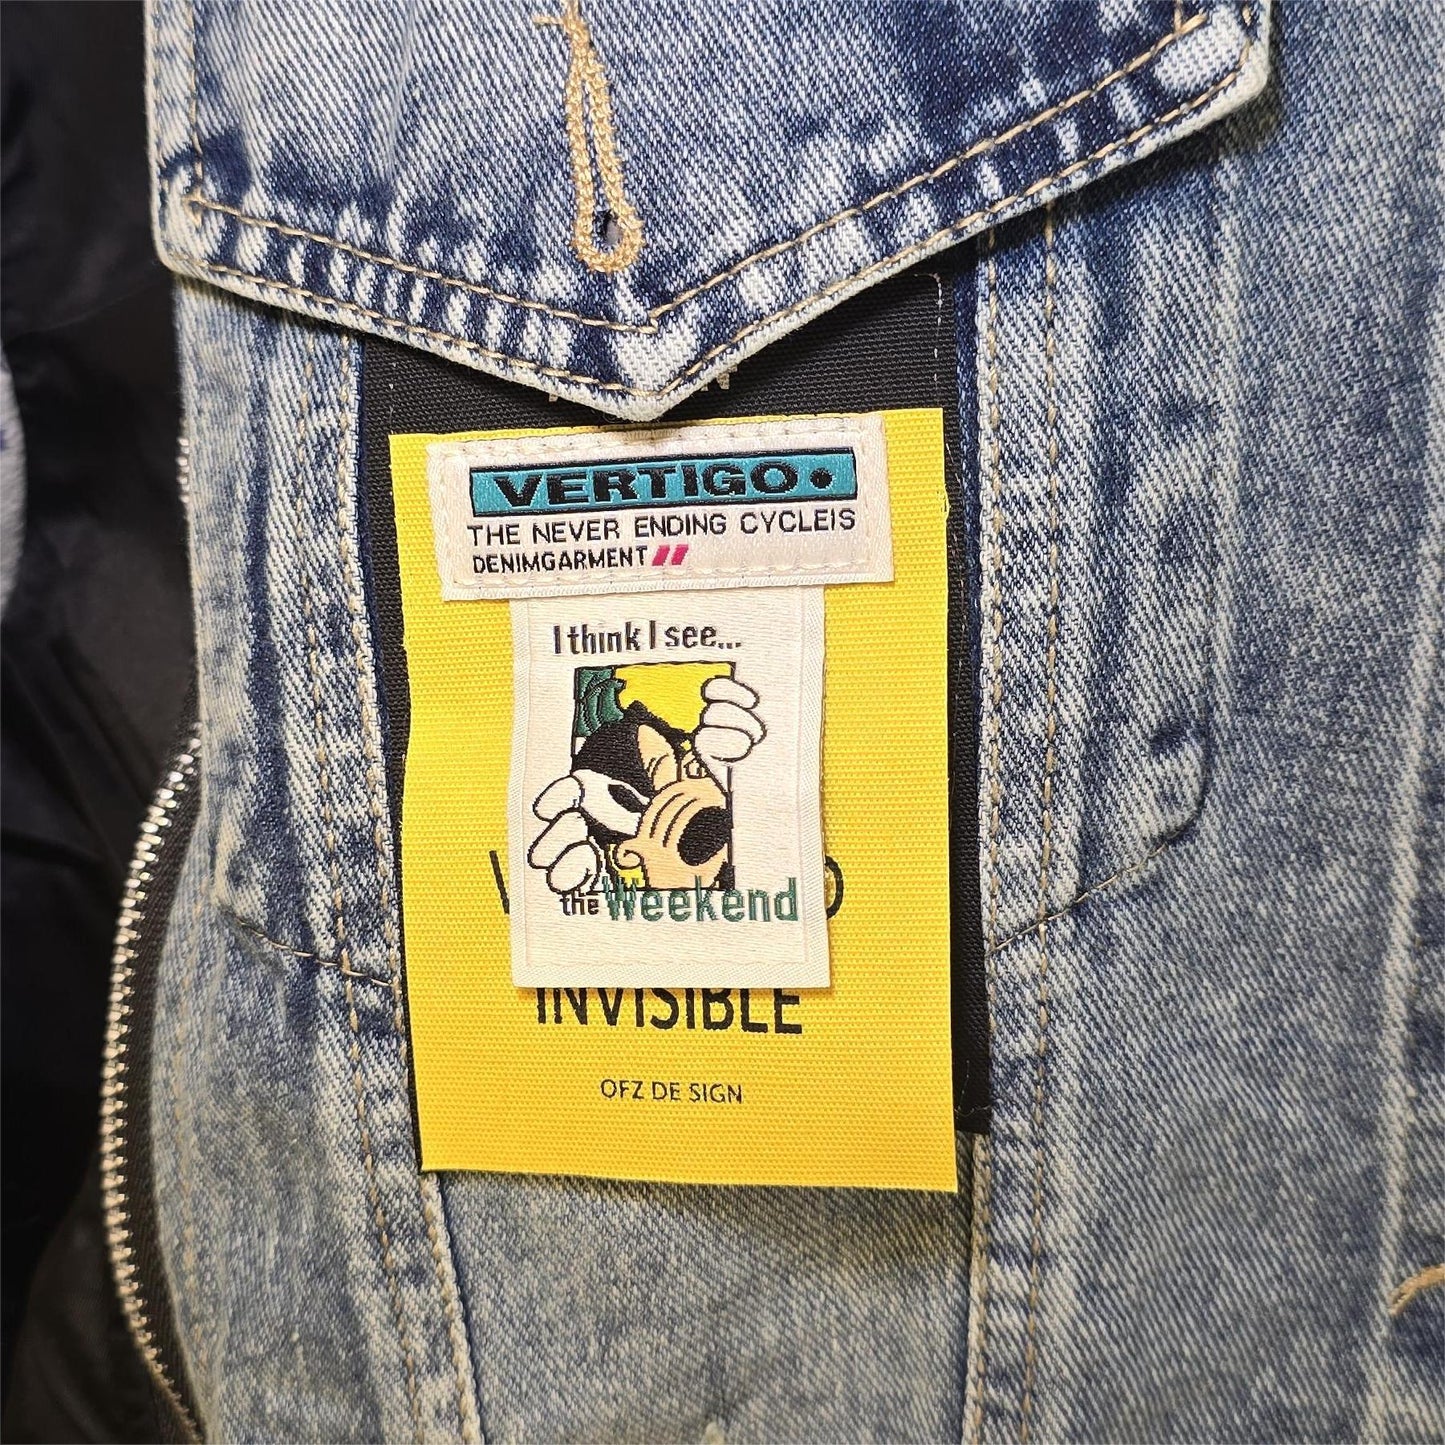 VERTIGO
THE NEVER ENDING CYCLEIS
DENIMGARMENT
I think I see...
the Weekend
INVISIBLE
OFZ DE SIGN